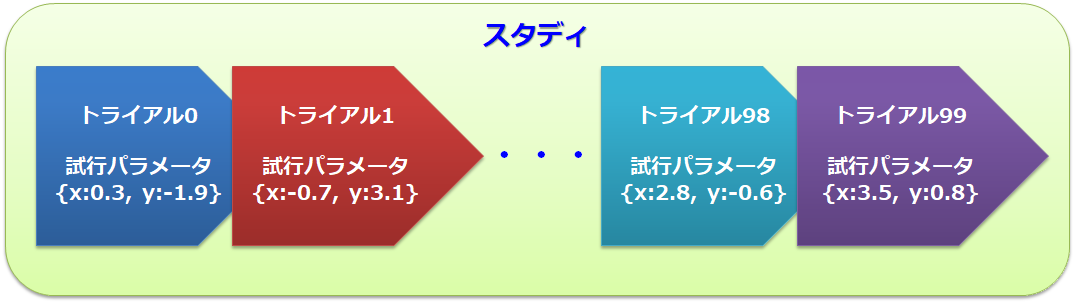 スタディ
トライアル0
試行パラメータ
{x:0.3, y:-1.9}
トライアル1
試行パラメータ
{x:-0.7, y:3.1}
・・・
トライアル98
試行パラメータ
{x:2.8, y:-0.6}
トライアル99
試行パラメータ
{x:3.5, y:0.8}